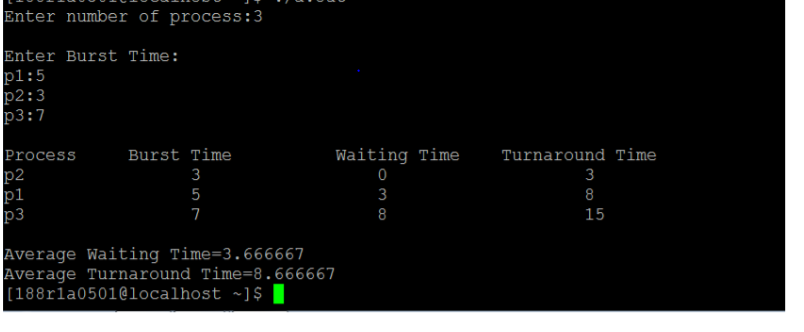 Enter number of process:3
Enter Burst Time:
p1:5
p2:3
p3:7
Process Burst Time Waiting Time Turnaround Time
p2 3 0 3
p1 5 3 8
p3 7 8 15
Average Waiting Time=3.666667
Average Turnaround Time=8.666667
[188r1a0501@localhost ~]$